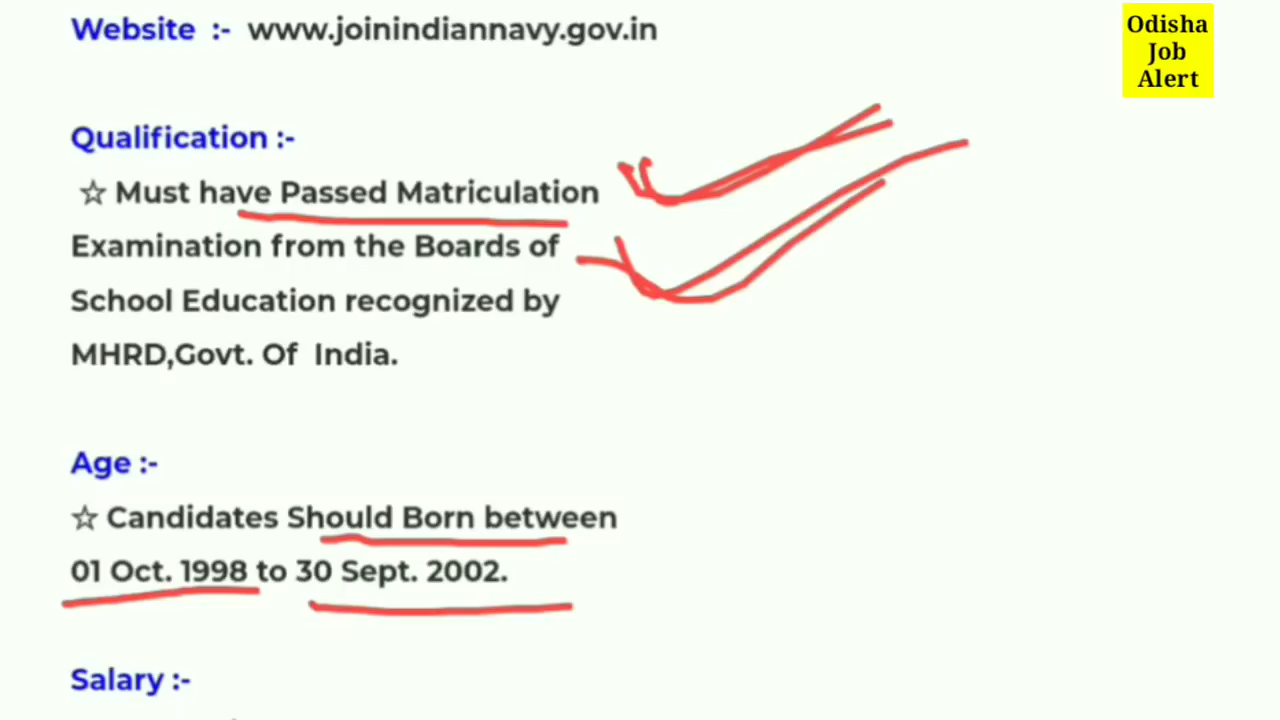 Website :- www.joinindiannavy.gov.in
Odisha
Job
Alert
Qualification :-
☆ Must have Passed Matriculation
Examination from the Boards of
School Education recognized by
MHRD,Govt. Of India.
Age :-
☆ Candidates Should Born between
01 Oct. 1998 to 30 Sept. 2002.
Salary :-